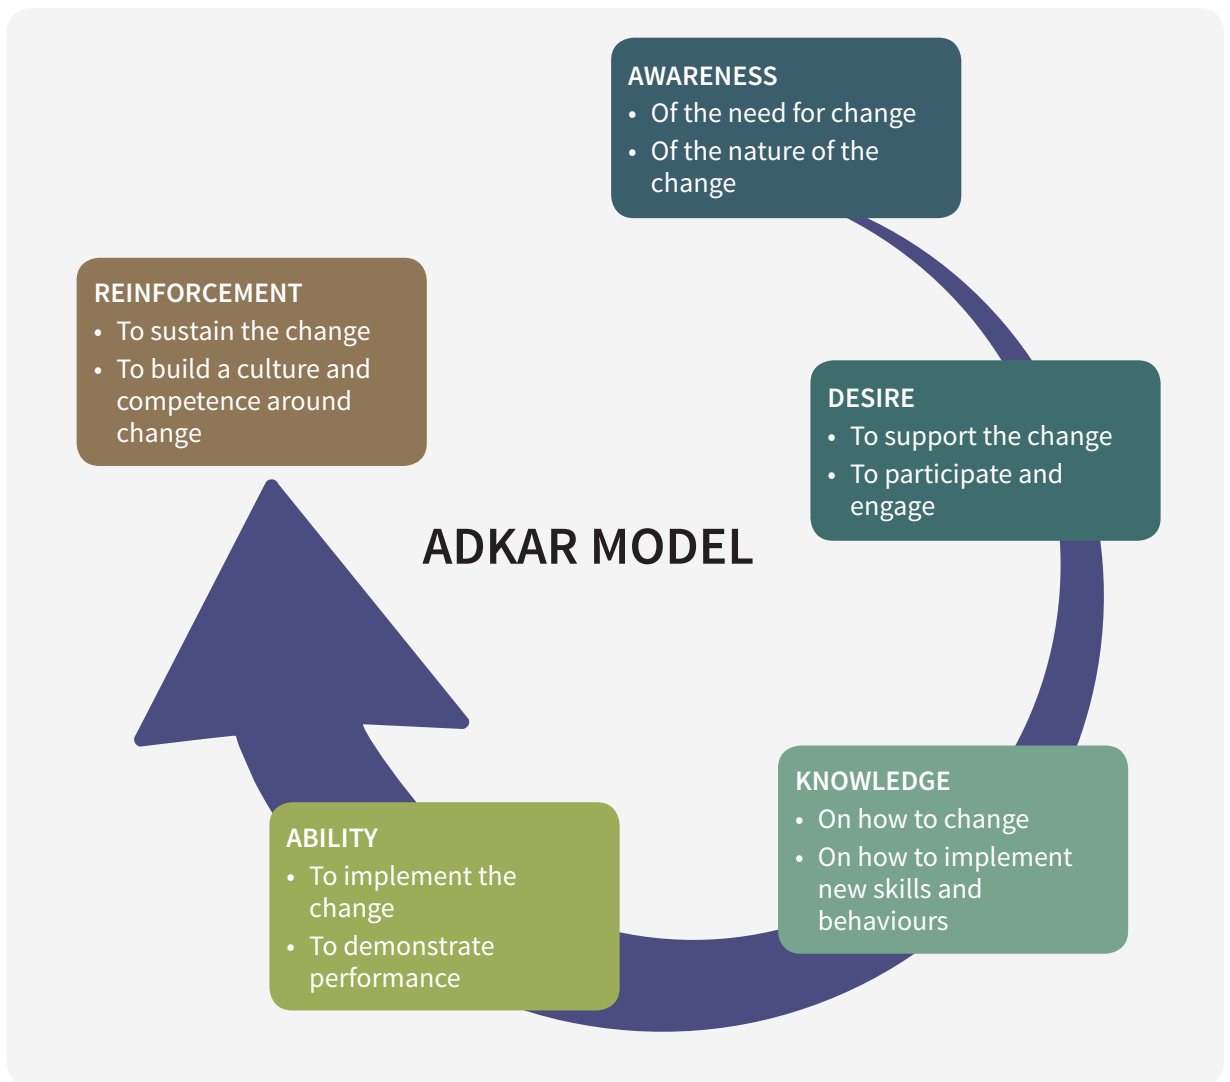 AWARENESS
• Of the need for change
• Of the nature of the
change
DESIRE
• To support the change
• To participate and
engage
KNOWLEDGE
• On how to change
• On how to implement
new skills and
behaviours
ABILITY
• To implement the
change
• To demonstrate
performance
REINFORCEMENT
• To sustain the change
• To build a culture and
competence around
change
ADKAR MODEL